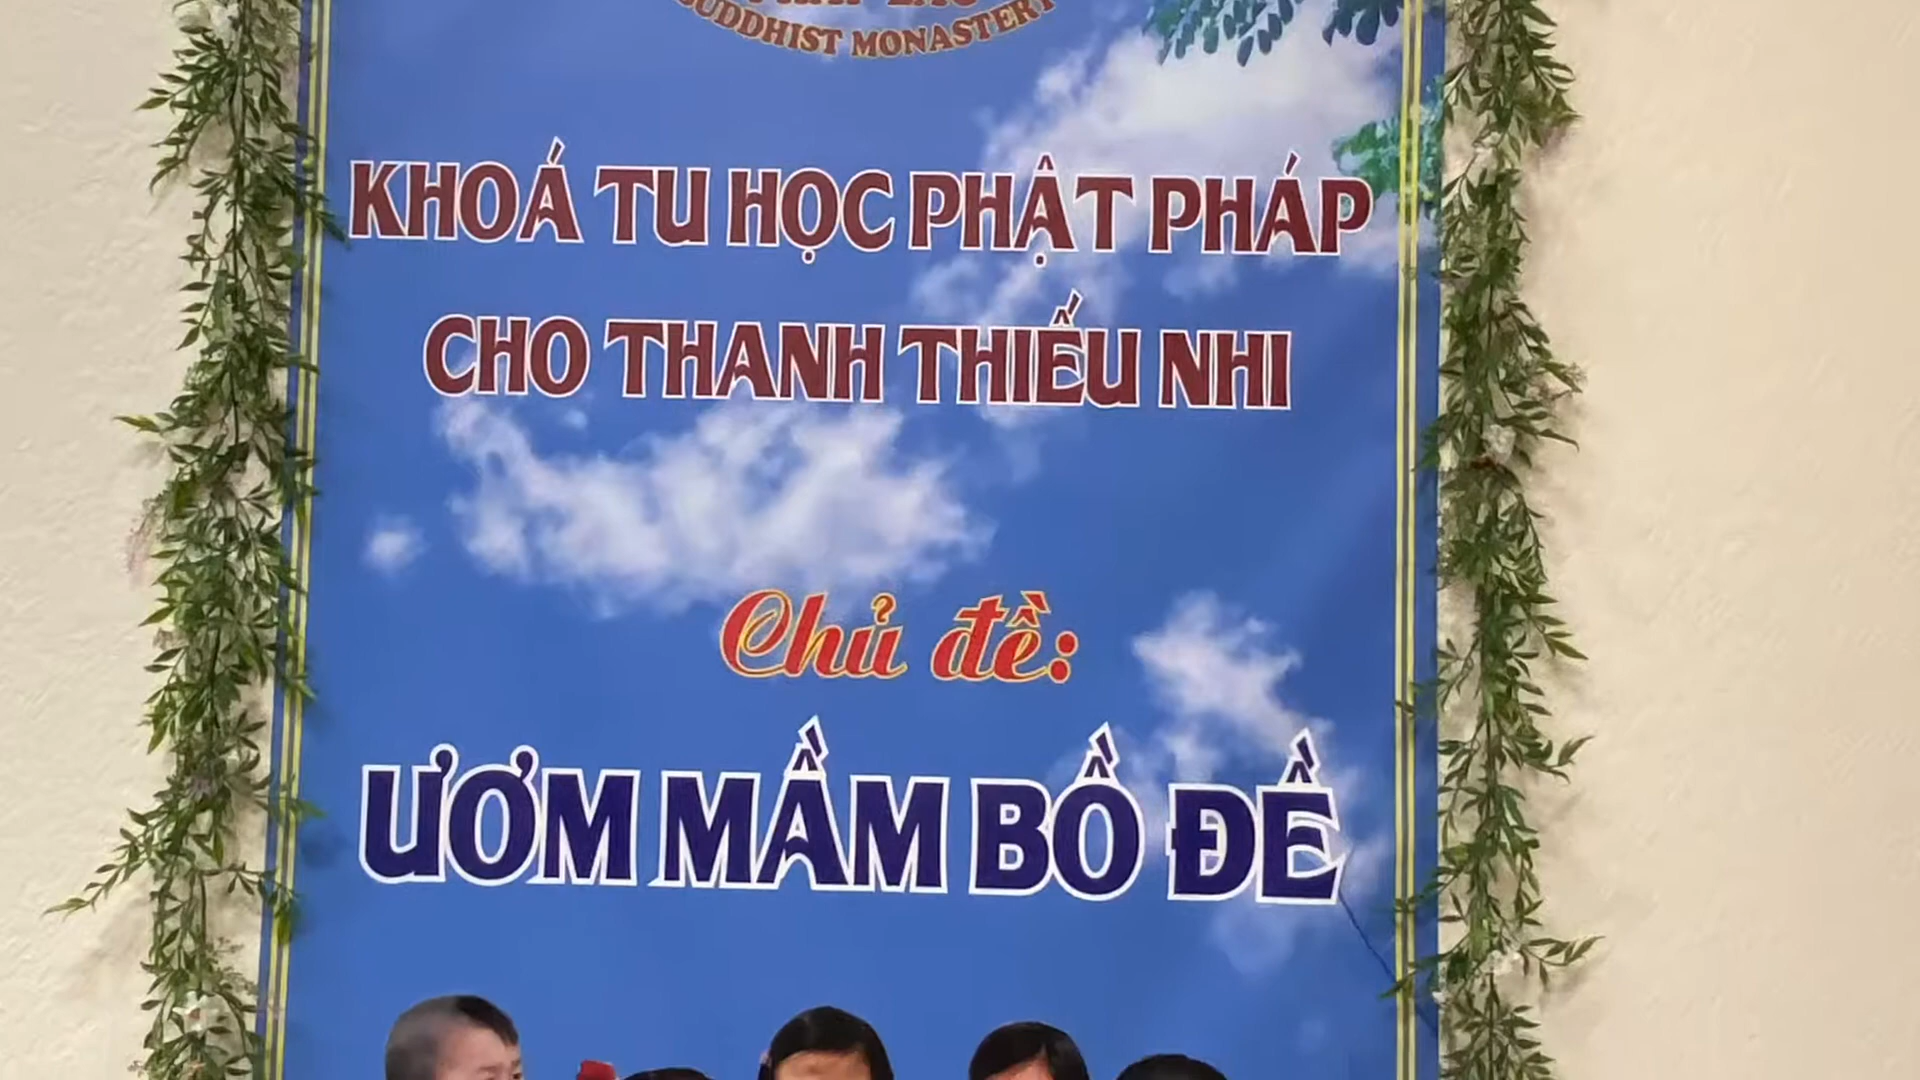 BUDDHIST MONASTERY
KHOÁ TU HỌC PHẬT PHÁP
CHO THANH THIẾU NHI
Chủ đề:
ƯƠM MẦM BỒ ĐỀ